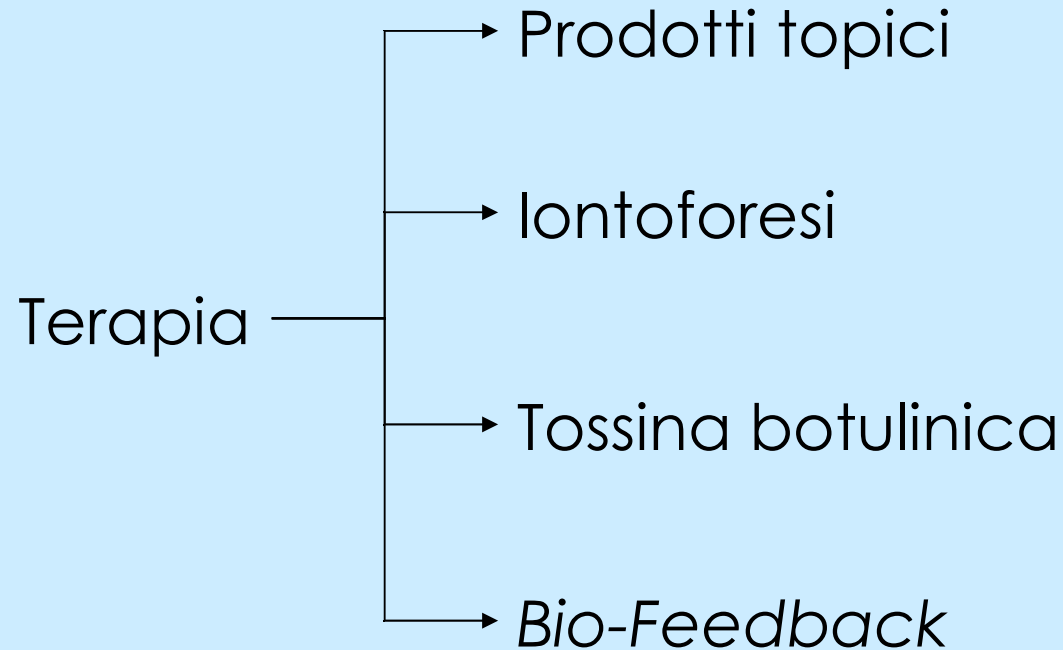 Prodotti topici
Iontoforesi
Terapia
Tossina botulinica
Bio-Feedback